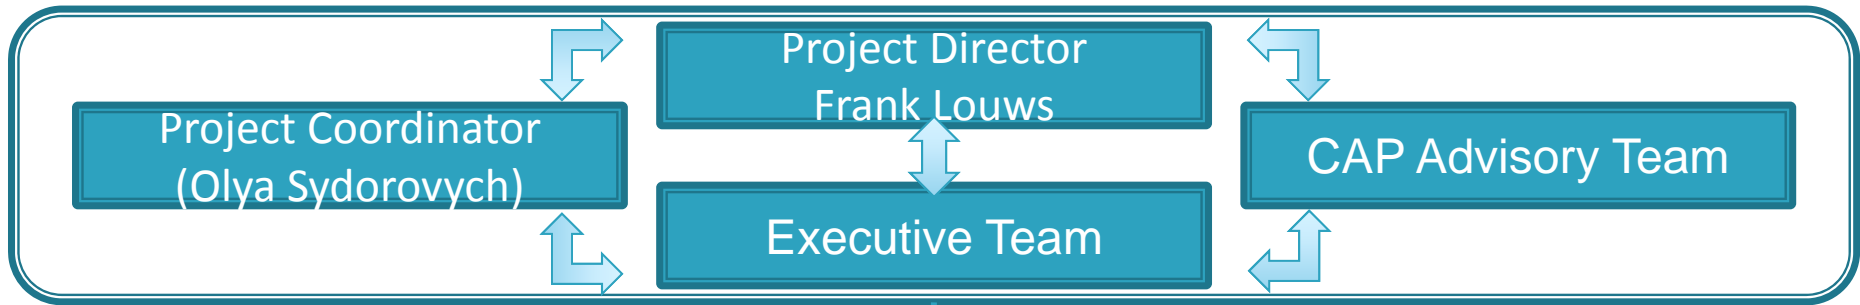 Project Director
Frank Louws
Project Coordinator
(Olya Sydorovych)
CAP Advisory Team
Executive Team